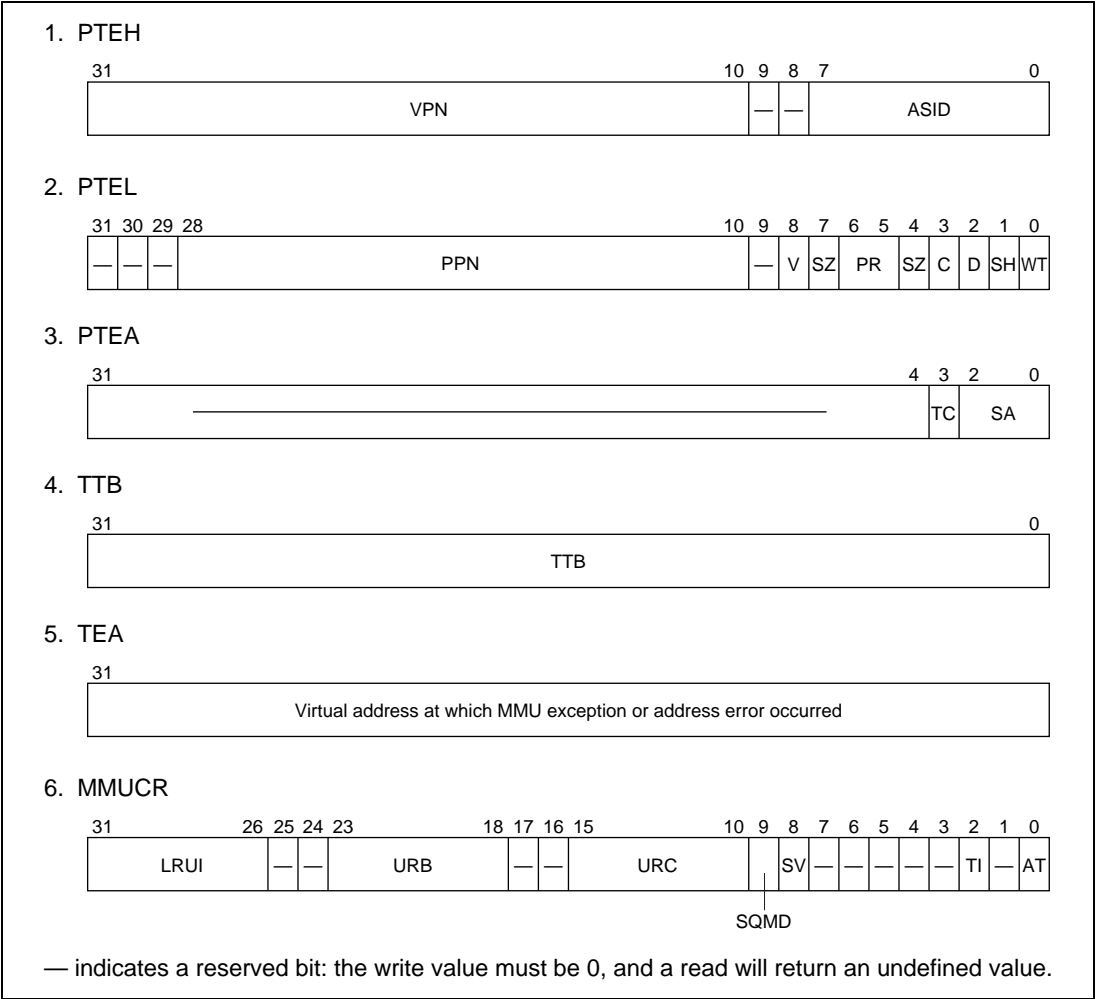 1. PTEH
31 10 9 8 7 0
VPN — — ASID
2. PTEL
31 30 29 28 10 9 8 7 6 5 4 3 2 1 0
— — — PPN — V SZ PR SZ C D SH WT
3. PTEA
31 4 3 2 0
— TC SA
4. TTB
31 0
TTB
5. TEA
31
Virtual address at which MMU exception or address error occurred
6. MMUCR
31 26 25 24 23 18 17 16 15 10 9 8 7 6 5 4 3 2 1 0
LRUI — — URB — — URC SV — — — — — TI — AT
SQMD
— indicates a reserved bit: the write value must be 0, and a read will return an undefined value.